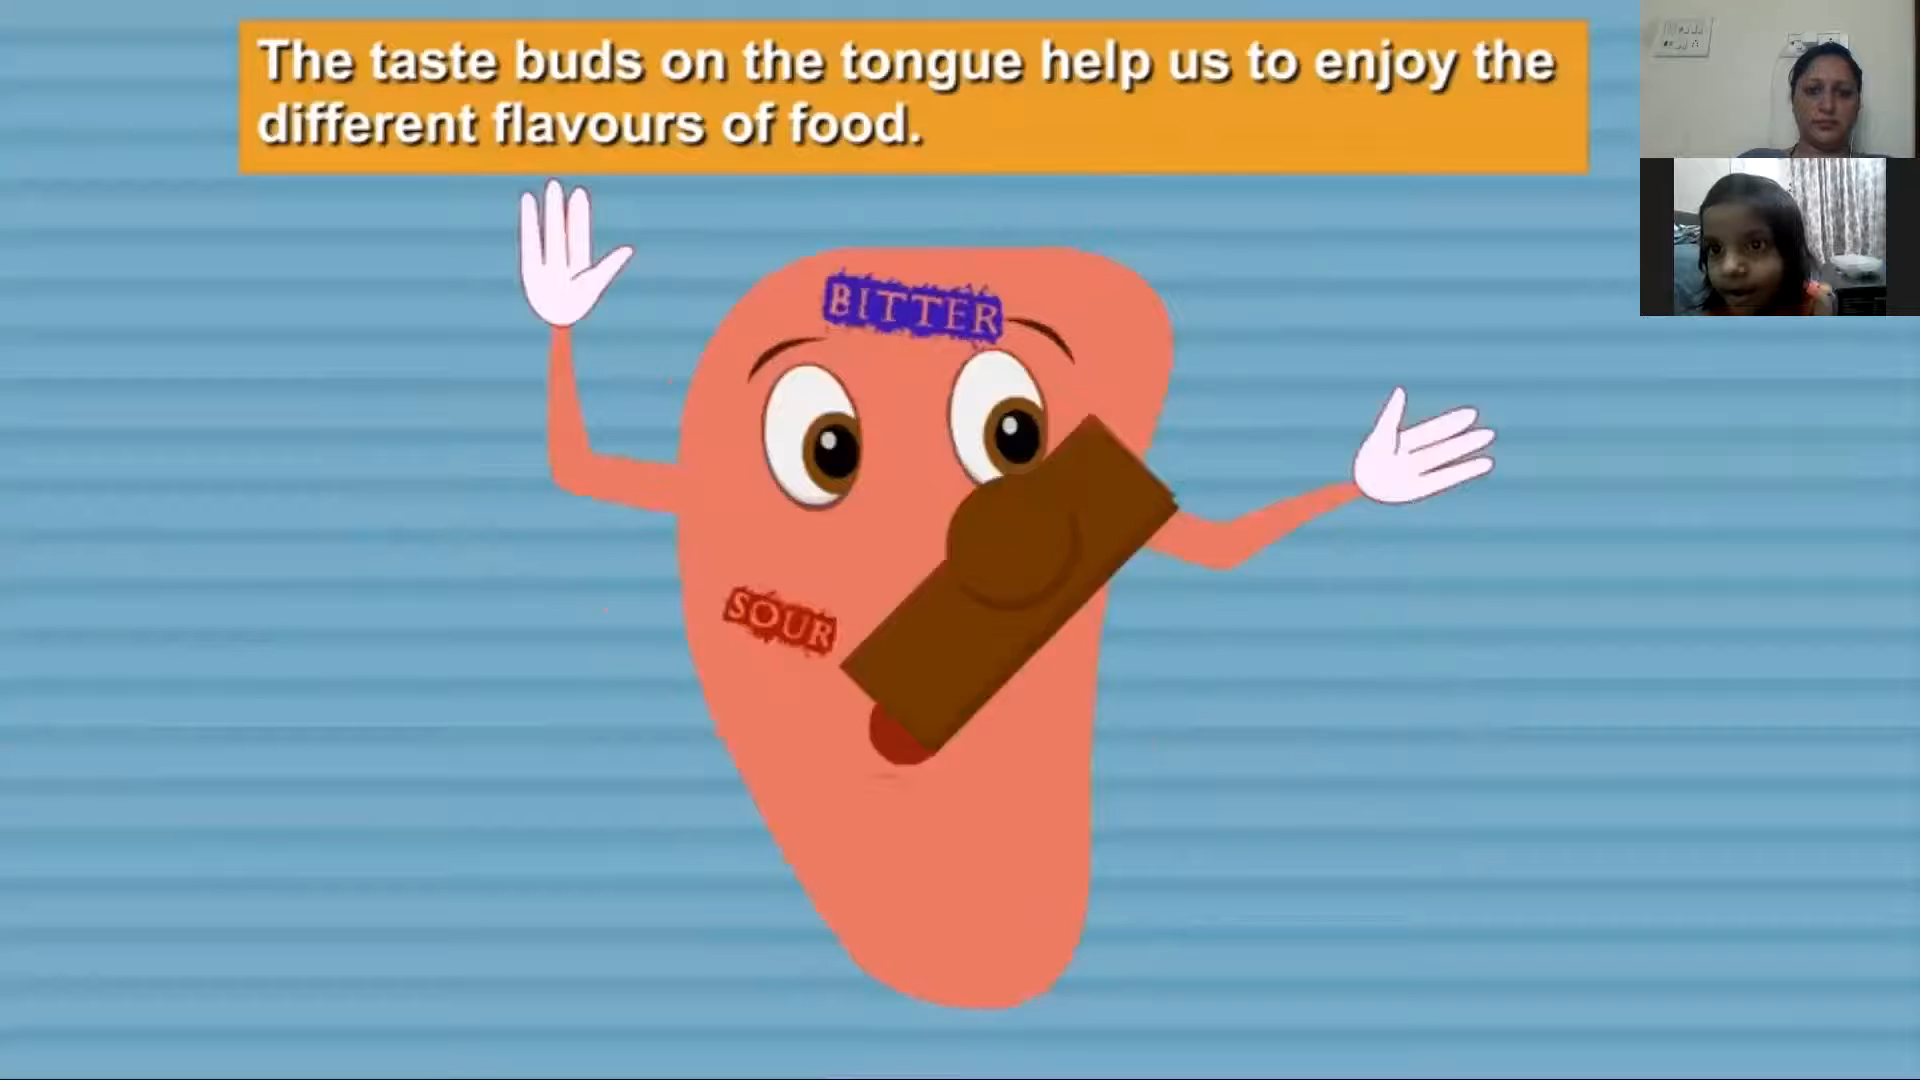 The taste buds on the tongue help us to enjoy the
different flavours of food.
BITTER
SOUR